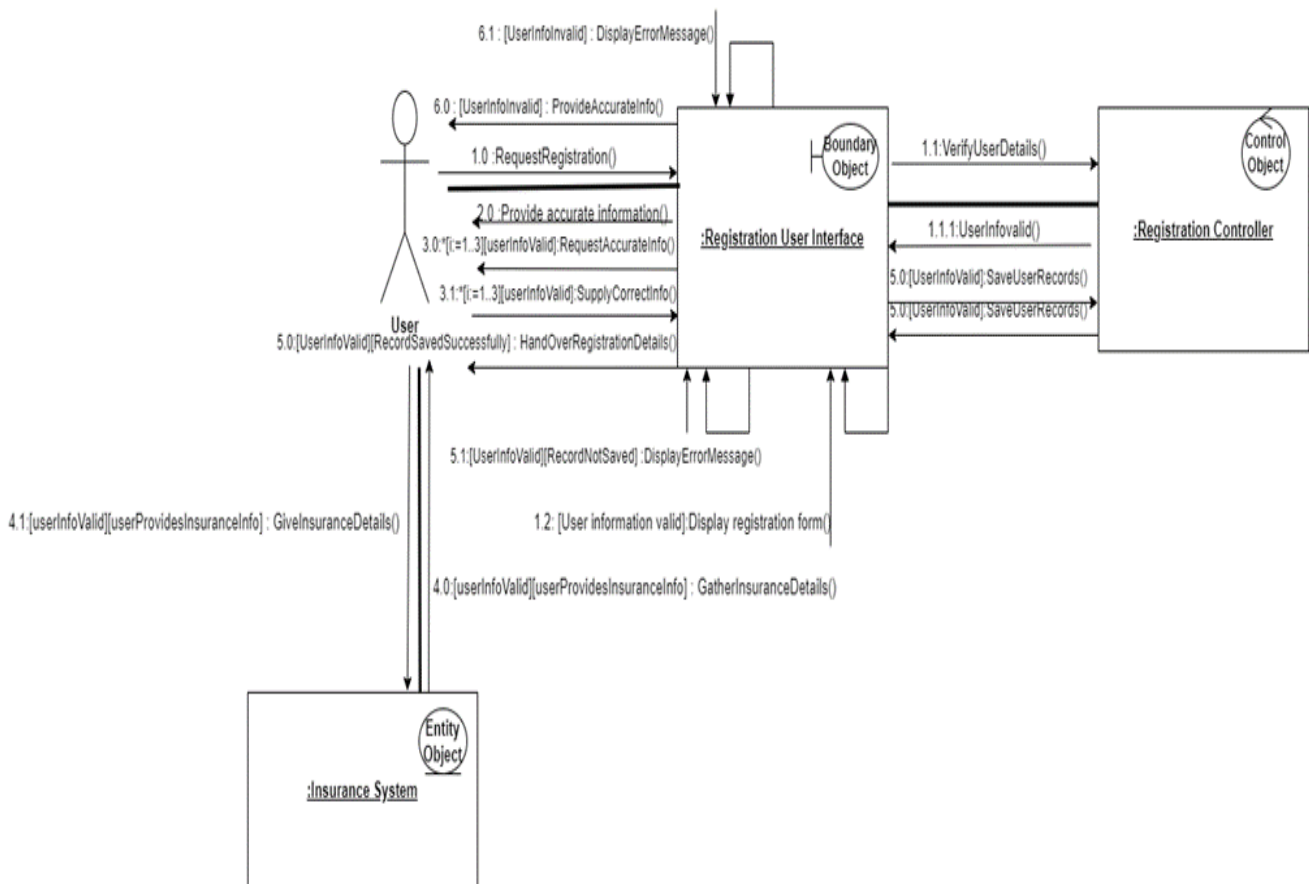 6.1 : [UserInfoInvalid] : DisplayErrorMessage()
6.0 : [UserInfoInvalid] : ProvideAccurateInfo()
1.0 :RequestRegistration()
2.0 :Provide accurate information()
3.0:*[i:=1..3][userInfoValid]:RequestAccurateInfo()
3.1:*[i:=1..3][userInfoValid]:SupplyCorrectInfo()
User
5.0:[UserInfoValid][RecordSavedSuccessfully] : HandOverRegistrationDetails()
Boundary
Object
:Registration User Interface
1.1:VerifyUserDetails()
1.1.1:UserInfovalid()
5.0:[UserInfoValid]:SaveUserRecords()
5.0:[UserInfoValid]:SaveUserRecords()
Control
Object
:Registration Controller
5.1:[UserInfoValid][RecordNotSaved] :DisplayErrorMessage()
4.1:[userInfoValid][userProvidesInsuranceInfo] : GiveInsuranceDetails()
1.2: [User information valid]:Display registration form()
4.0:[userInfoValid][userProvidesInsuranceInfo] : GatherInsuranceDetails()
Entity
Object
:Insurance System